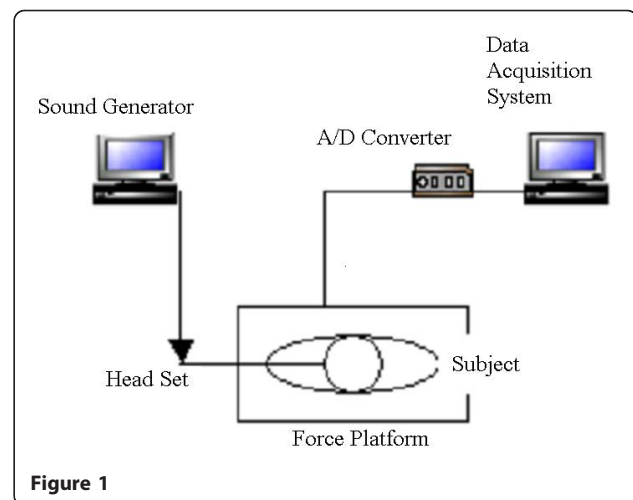 Data
Acquisition
System
Sound Generator
A/D Converter
Head Set
Subject
Force Platform
Figure 1